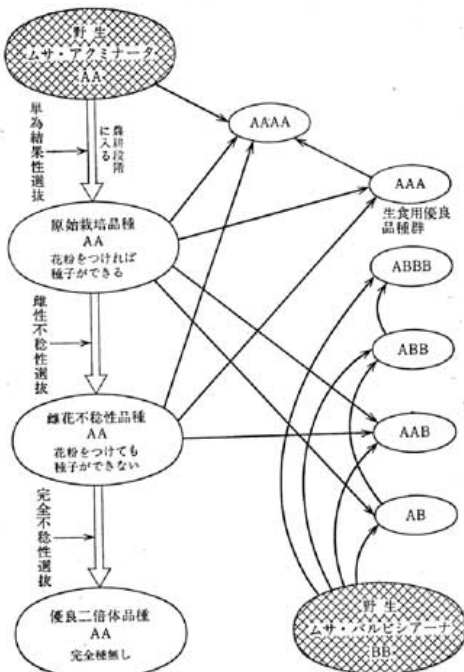 野生
ムサ・アクミナータ
AA
単為結果性選抜
農耕段階
に入る
AAAA
AAA
生食用優良
品種群
原始栽培品種
AA
花粉をつければ
種子ができる
ABBB
雌性不稔性選抜
ABB
雌花不稔性品種
AA
花粉をつけても
種子ができない
AAB
完全不稔性選抜
AB
優良二倍体品種
AA
完全種無し
野生
ムサ・バルビシアーナ
BB